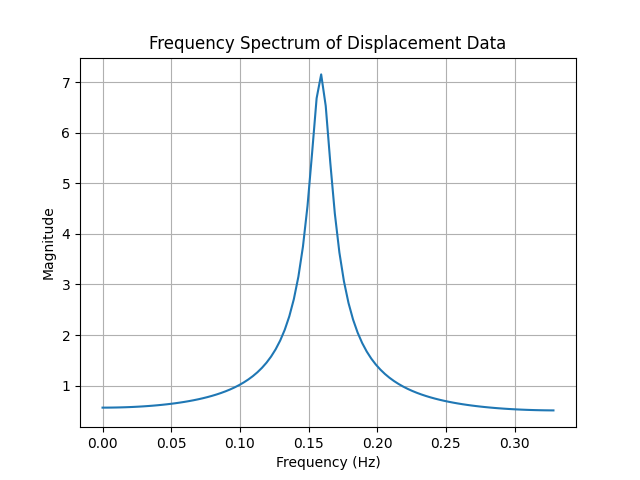 Frequency Spectrum of Displacement Data
7
6
5
4
3
2
1
Magnitude
0.00 0.05 0.10 0.15 0.20 0.25 0.30
Frequency (Hz)